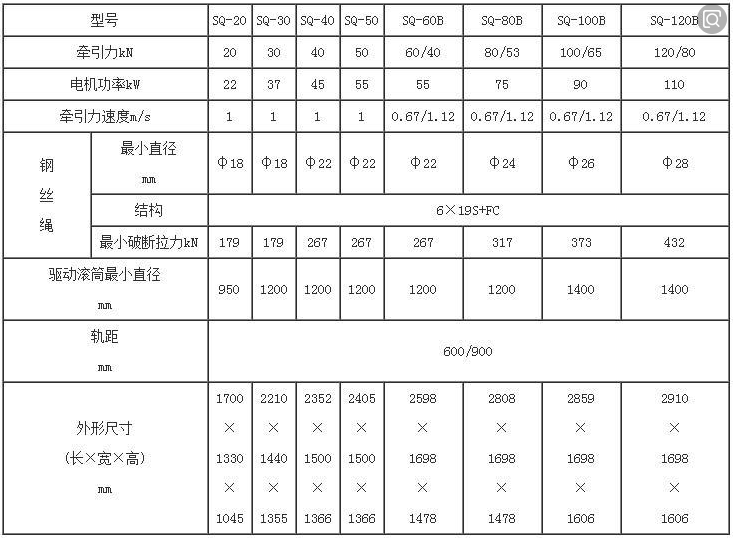 型号 SQ-20 SQ-30 SQ-40 SQ-50 SQ-60B SQ-80B SQ-100B SQ-120B
牵引力kN 20 30 40 50 60/40 80/53 100/65 120/80
电机功率kW 22 37 45 55 55 75 90 110
牵引力速度m/s 1 1 1 1 0.67/1.12 0.67/1.12 0.67/1.12 0.67/1.12
钢
丝
绳
最小直径
mm
Φ18 Φ18 Φ22 Φ22 Φ22 Φ24 Φ26 Φ28
结构 6×19S+FC
最小破断拉力kN 179 179 267 267 267 317 373 432
驱动滚筒最小直径
mm
950 1200 1200 1200 1200 1200 1400 1400
轨距
mm
600/900
外形尺寸
(长×宽×高)
mm
1700 2210 2352 2405 2598 2808 2859 2910
× × × × × × × ×
1330 1440 1500 1500 1698 1698 1698 1698
× × × × × × × ×
1045 1355 1366 1366 1478 1478 1606 1606